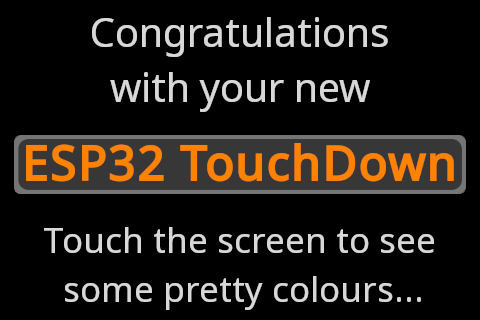 Congratulations
with your new
ESP32 TouchDown
Touch the screen to see
some pretty colours...